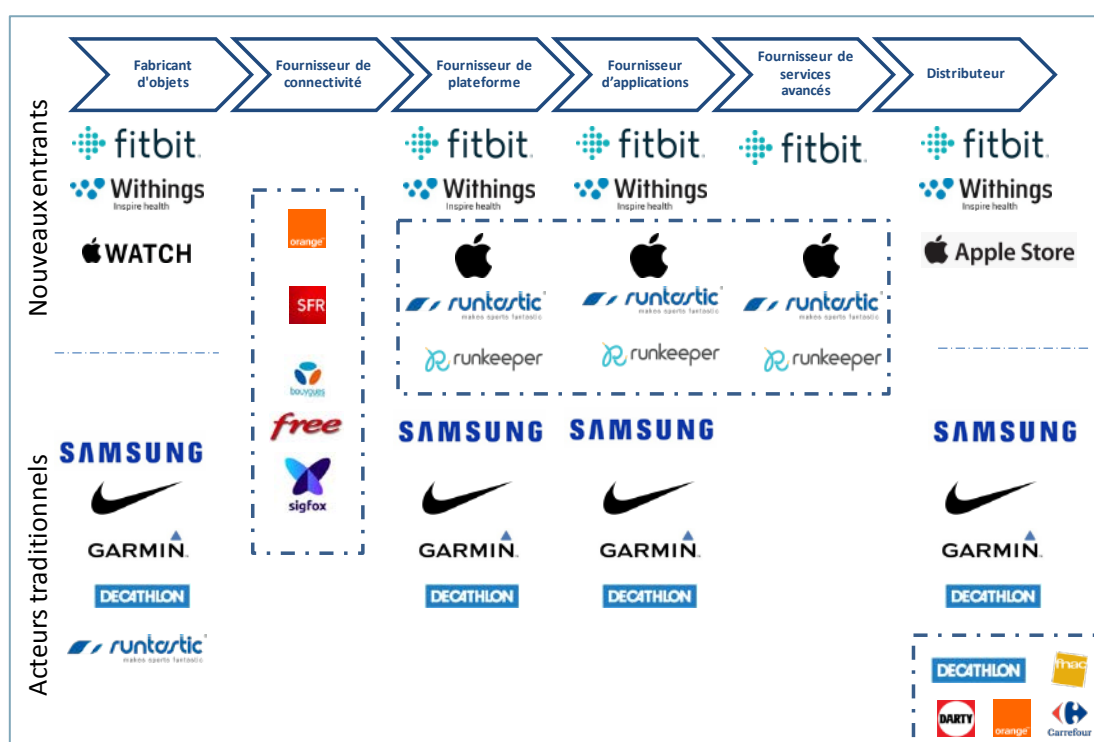 Fabricant
d'objets
Fournisseur de
connectivité
Fournisseur de
plateforme
Fournisseur
d'applications
Fournisseur de
services
avancés
Distributeur
Nouveaux entrants
fitbit.
fitbit.
fitbit.
fitbit.
fitbit.
Withings
Inspire health
Withings
Inspire health
Withings
Inspire health
Withings
Inspire health
WATCH
orange™
Apple Store
SFR
runtastic
makes sports fantastic
runtastic
makes sports fantastic
runtastic
makes sports fantastic
bouygues
runkeeper
runkeeper
runkeeper
Acteurs traditionnels
free
SAMSUNG
SAMSUNG
SAMSUNG
SAMSUNG
sigfox
GARMIN.
GARMIN.
GARMIN.
GARMIN.
DECATHLON
DECATHLON
DECATHLON
DECATHLON
runtastic
makes sports fantastic
DECATHLON
fnac
DARTY
orange™
Carrefour